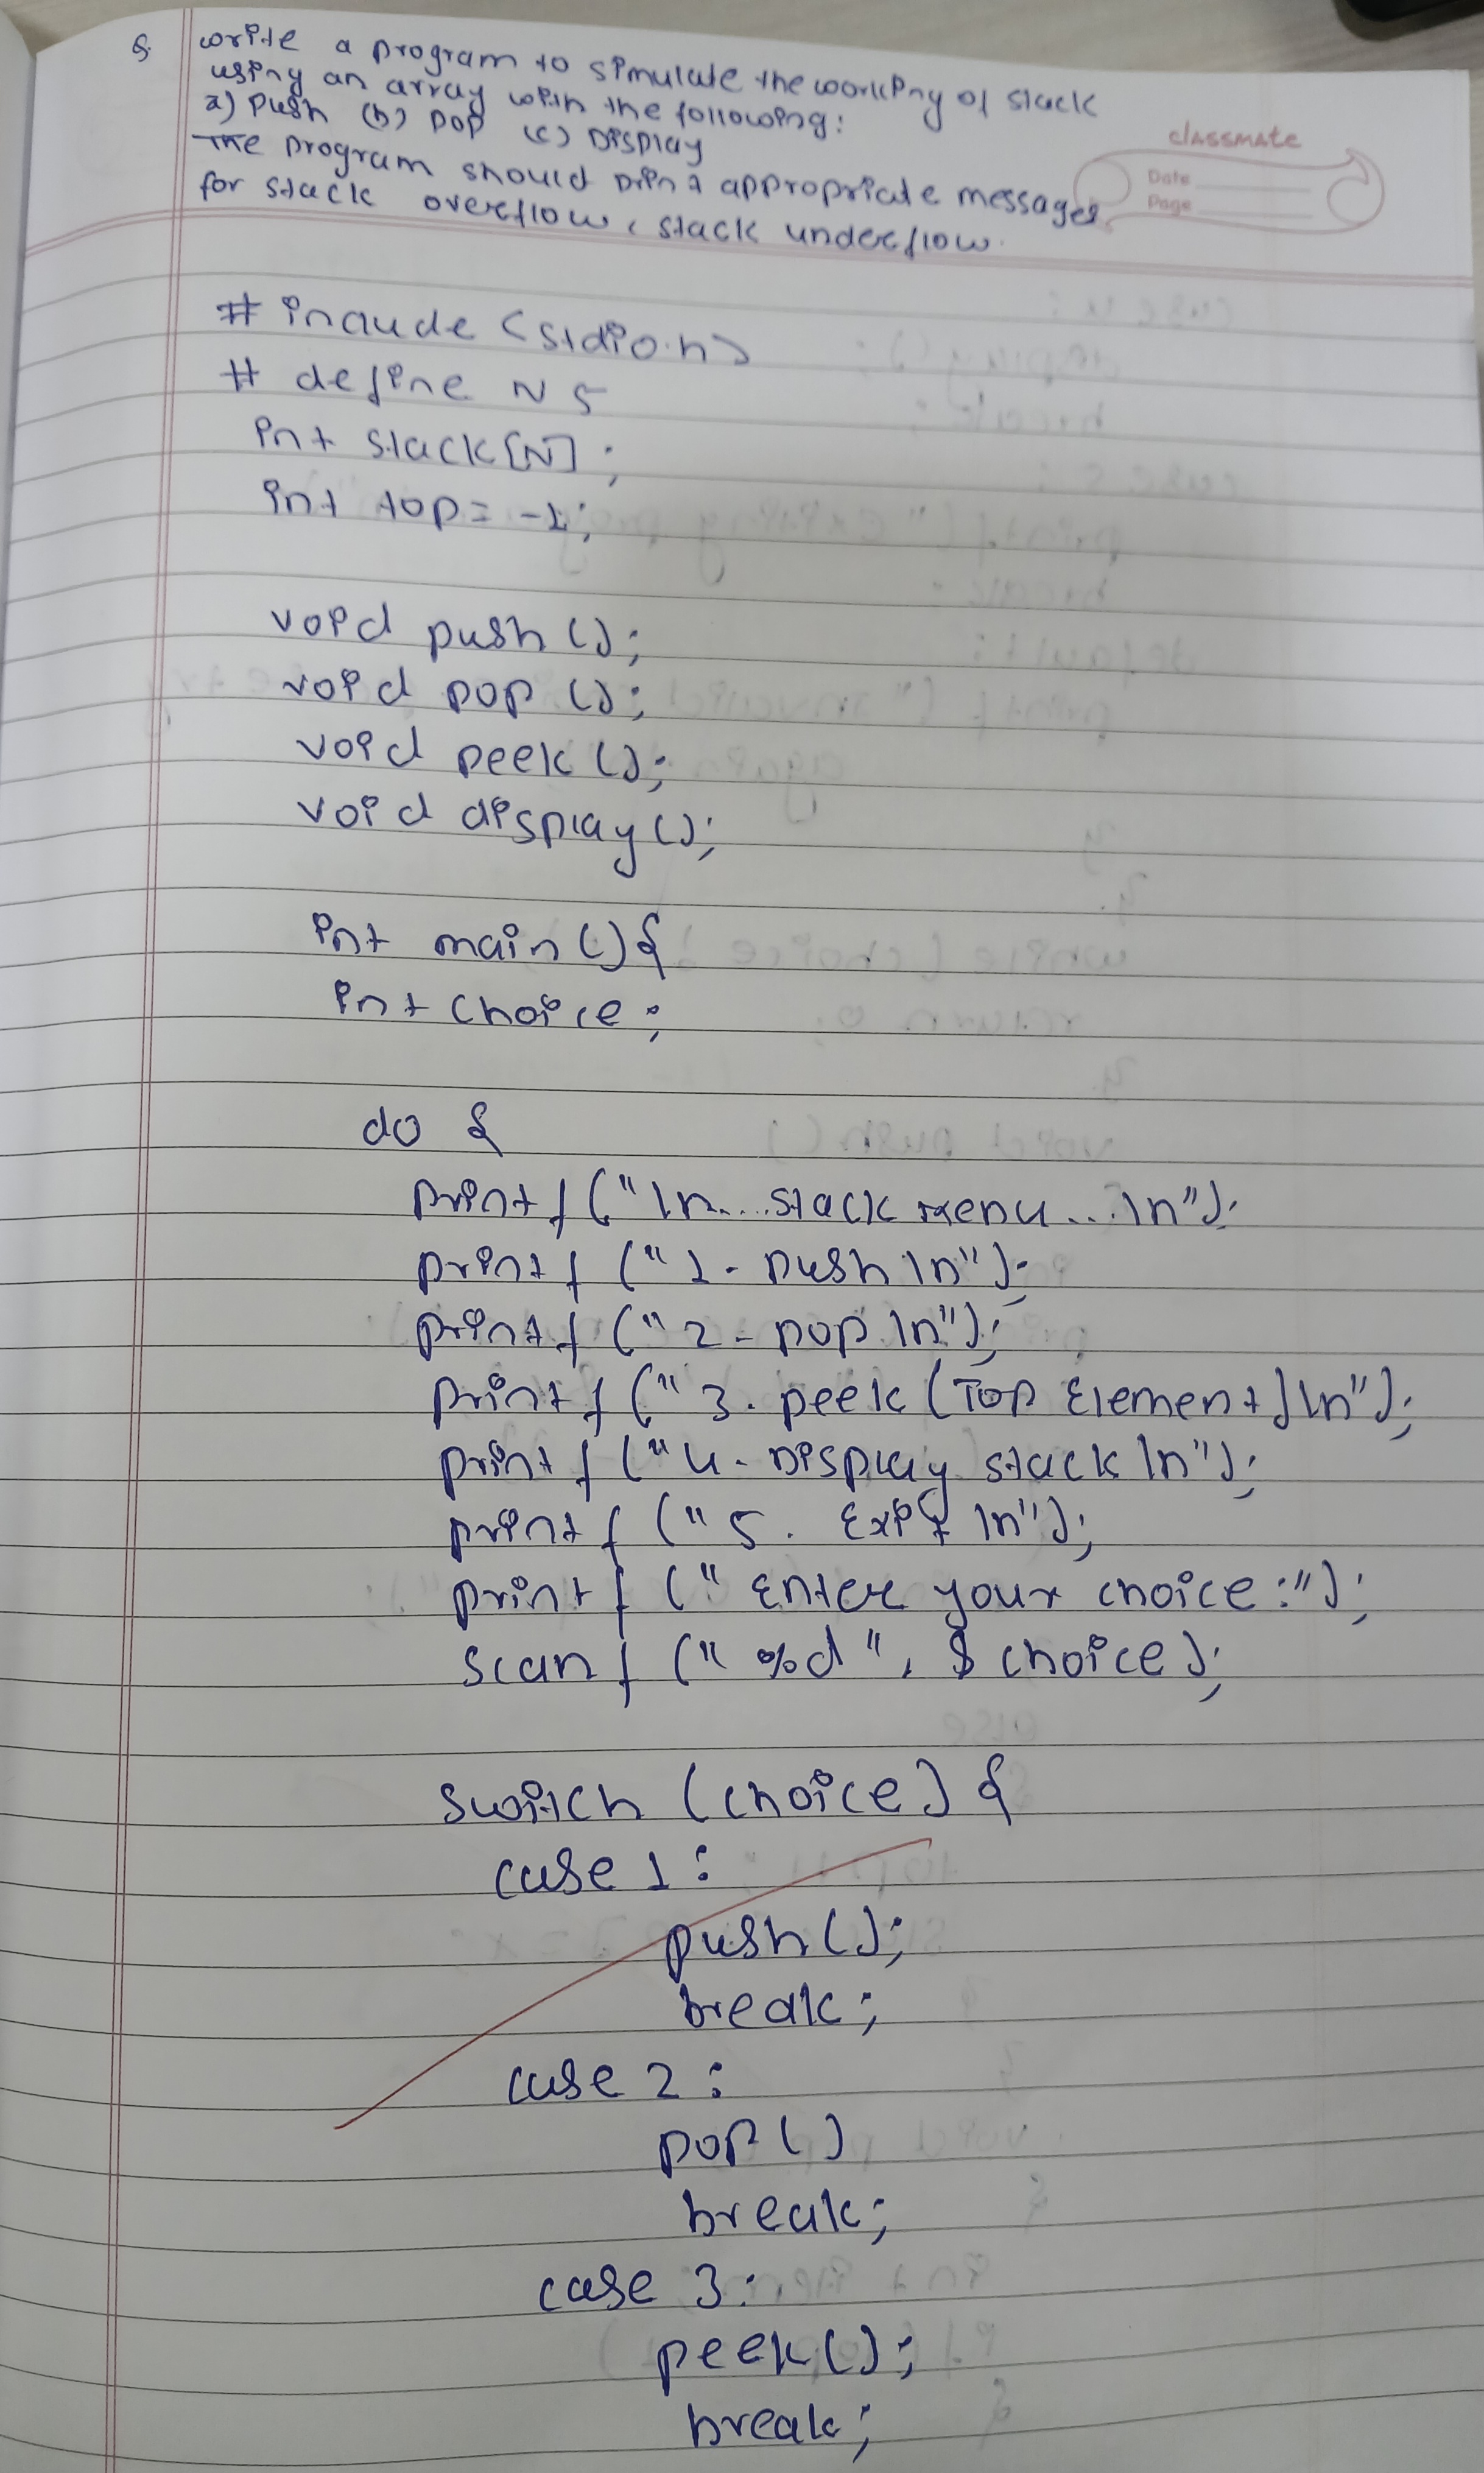 Q. Write a program to simulate the working of stack
using an array with the following:
a) Push (b) POP (c) Display
The program should print appropriate messages
for stack overflow, stack underflow.
classmate
Date
Page
# include <stdio.h>
# define N 5
int stack[N];
int top = -1;
void push ();
void pop ();
void peek ();
void display ();
int main () {
int choice;
do {
printf ("\n....stack menu...\n");
printf ("1. push \n");
printf ("2. pop \n");
printf ("3. peek (Top Element)\n");
printf ("4. Display stack \n");
printf ("5. Exit \n");
printf ("Enter your choice:");
scanf ("%d", &choice);
switch (choice) {
case 1:
push ();
break;
case 2:
pop ()
break;
case 3:
peek ();
break;